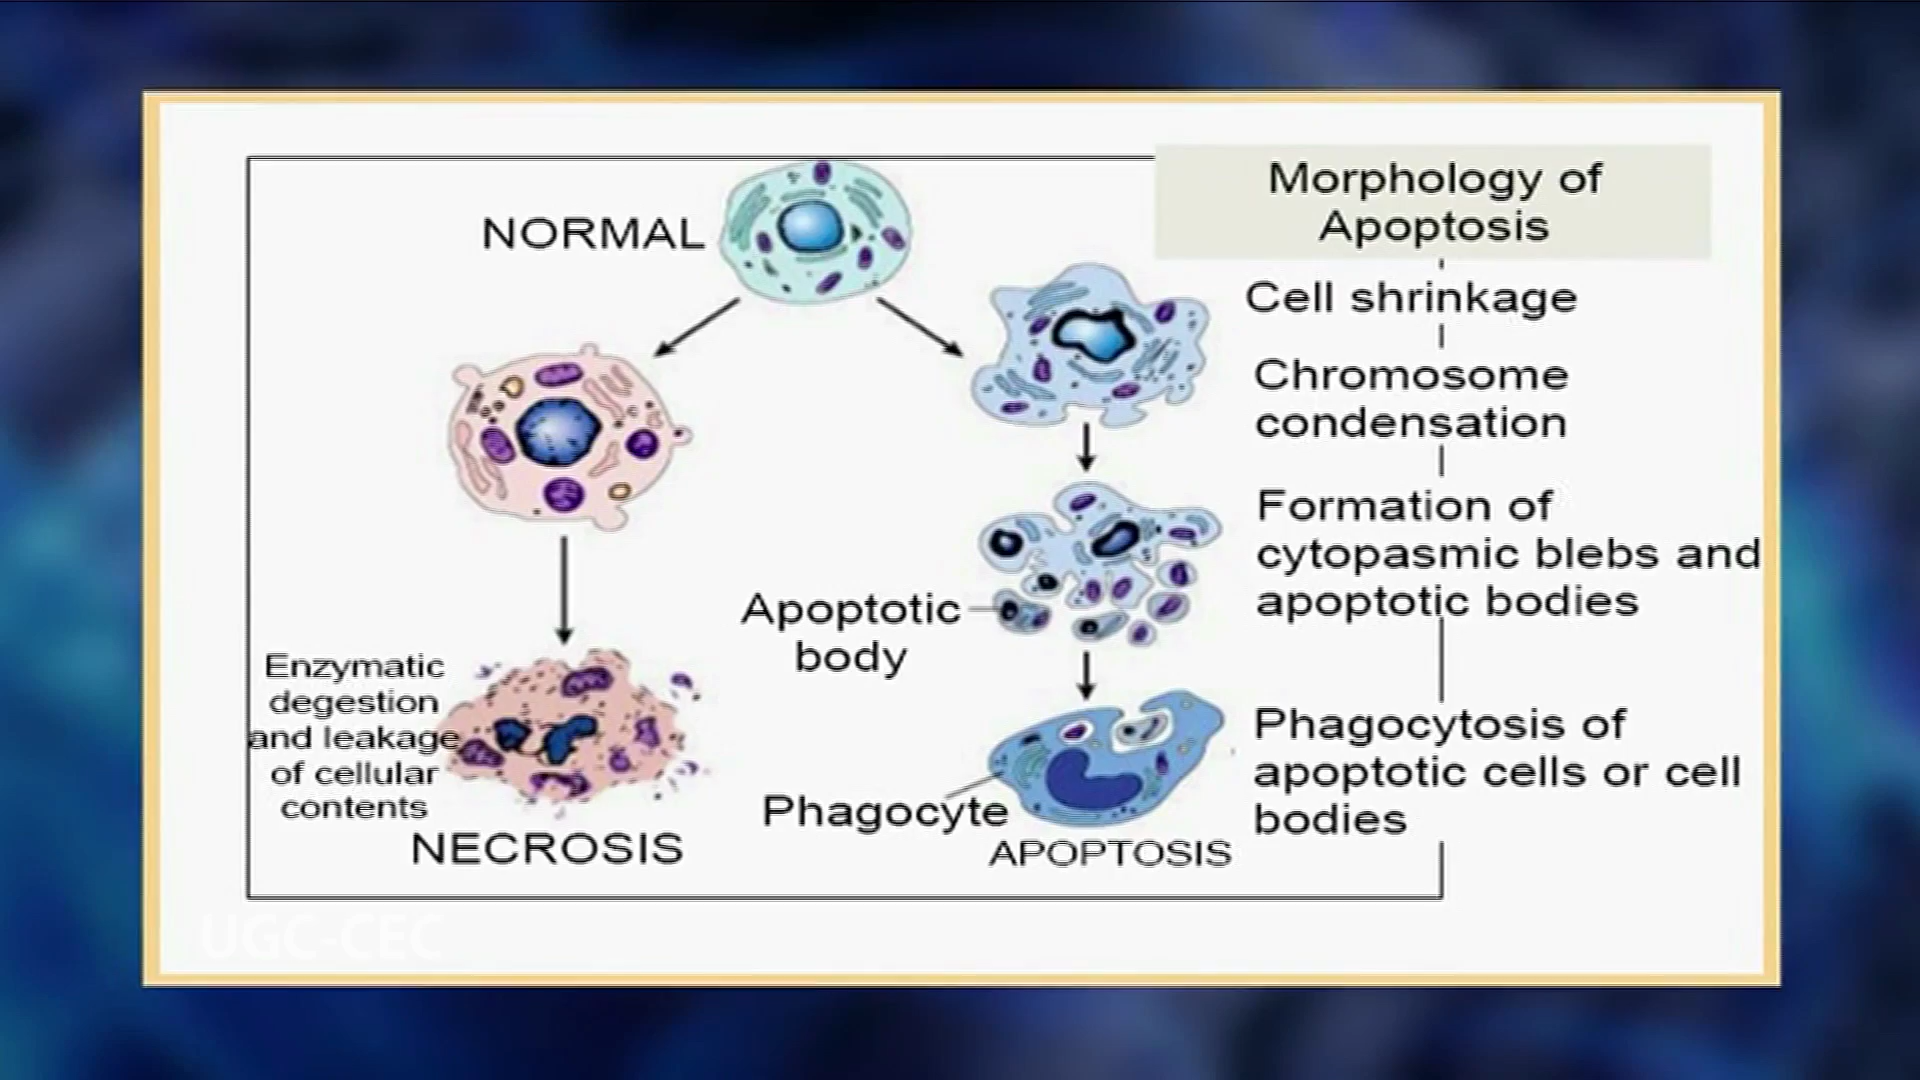 Morphology of
Apoptosis
NORMAL
Cell shrinkage
Chromosome
condensation
Formation of
cytopasmic blebs and
apoptotic bodies
Apoptotic
body
Enzymatic
degestion
and leakage
of cellular
contents
NECROSIS
Phagocytosis of
apoptotic cells or cell
bodies
Phagocyte
APOPTOSIS
UGC-CEC